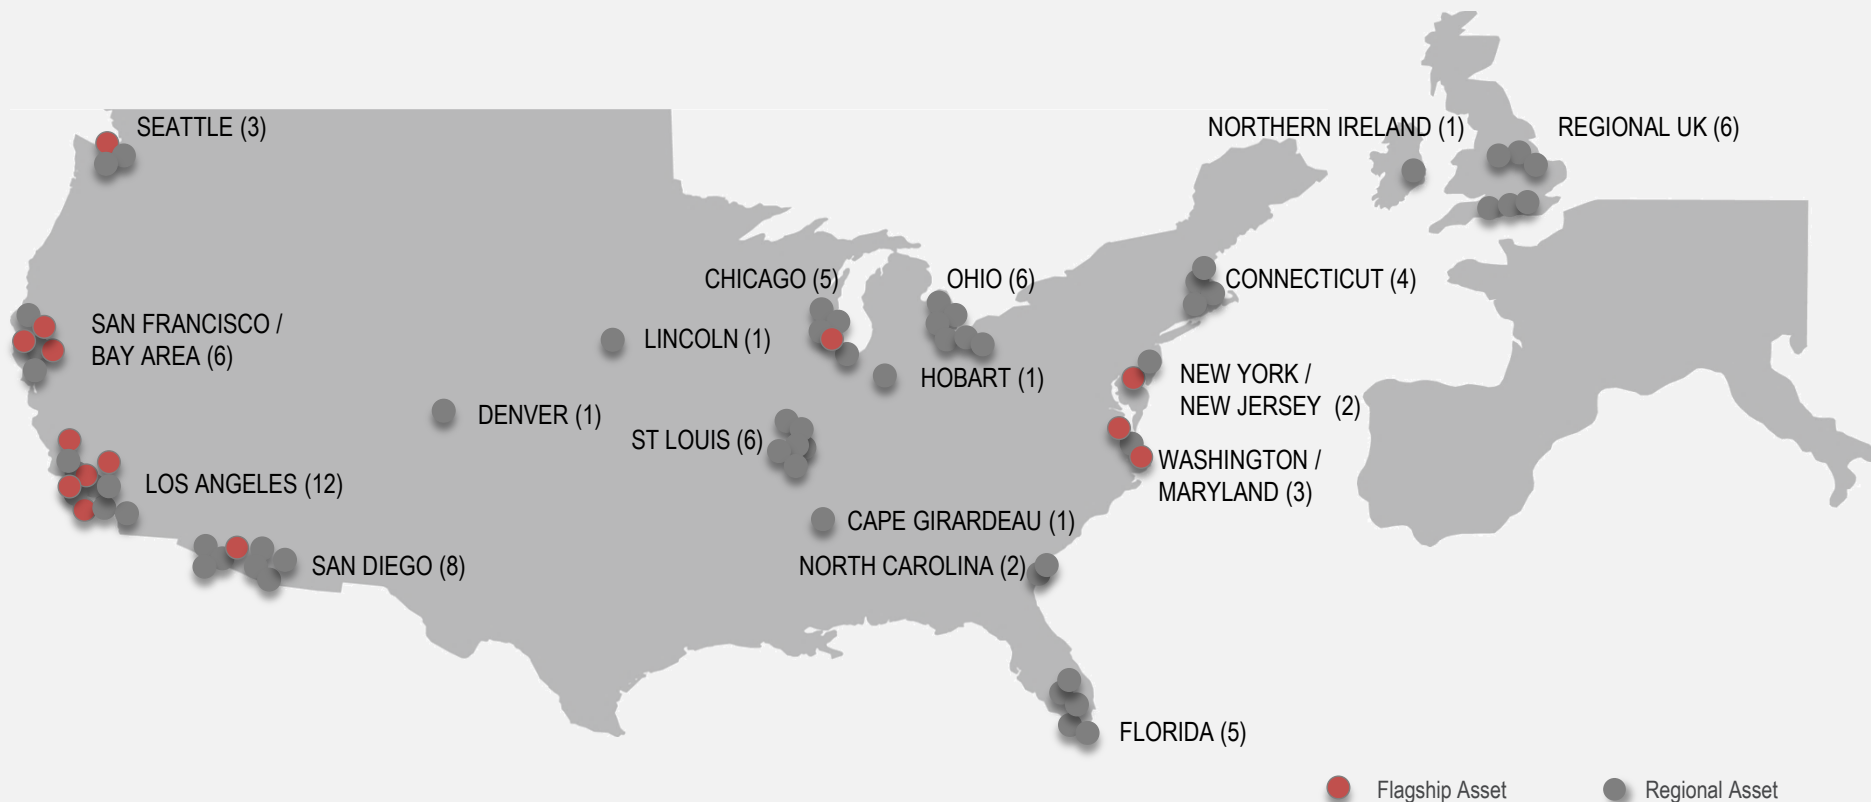 SEATTLE (3)
NORTHERN IRELAND (1)
REGIONAL UK (6)
CHICAGO (5)
OHIO (6)
CONNECTICUT (4)
SAN FRANCISCO /
BAY AREA (6)
LINCOLN (1)
HOBART (1)
NEW YORK /
NEW JERSEY (2)
DENVER (1)
ST LOUIS (6)
WASHINGTON /
MARYLAND (3)
LOS ANGELES (12)
CAPE GIRARDEAU (1)
SAN DIEGO (8)
NORTH CAROLINA (2)
FLORIDA (5)
Flagship Asset
Regional Asset